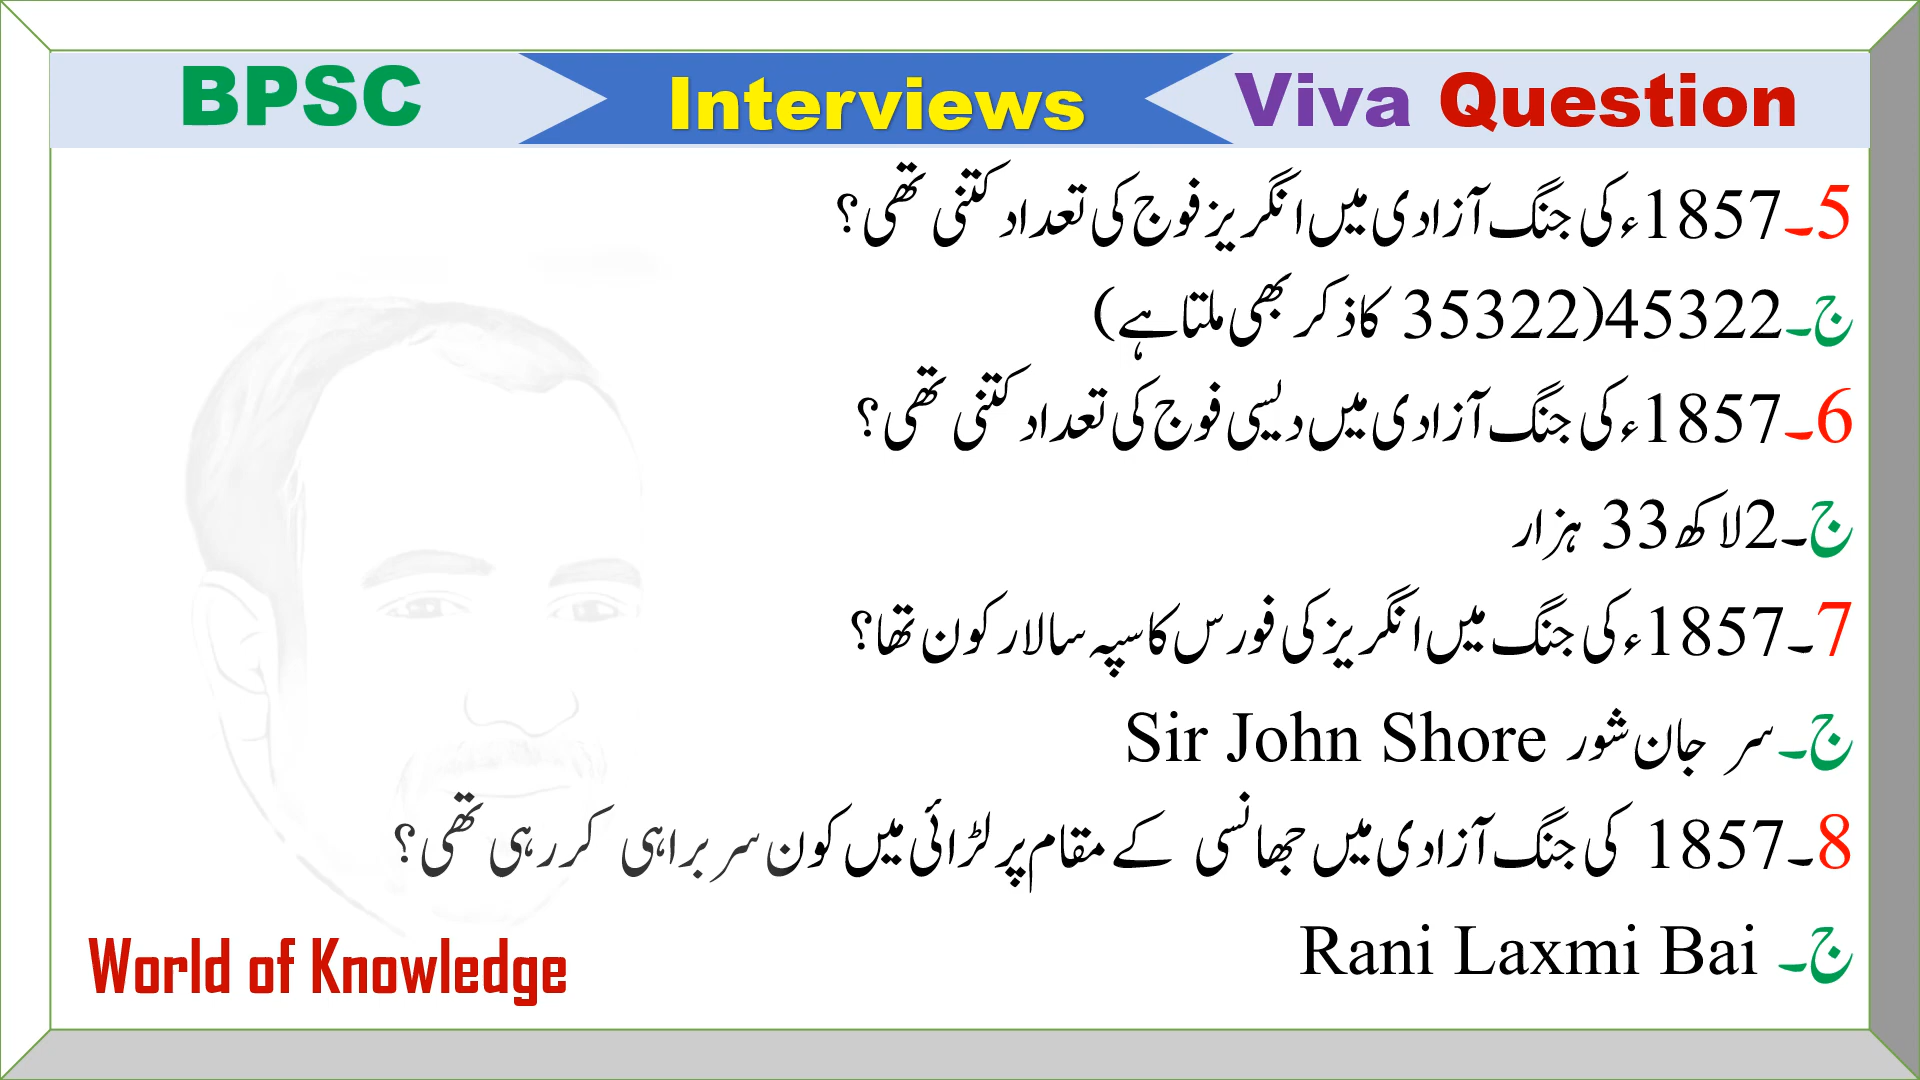 BPSC Interviews Viva Question
5۔1857ء کی جنگ آزادی میں انگریز فوج کی تعداد کتنی تھی؟
ج۔45322(35322 کا ذکر بھی ملتا ہے)
6۔1857ء کی جنگ آزادی میں دیسی فوج کی تعداد کتنی تھی؟
ج۔2لاکھ33 ہزار
7۔1857ء کی جنگ میں انگریز کی فورس کا سپہ سالار کون تھا؟
ج۔سر جان شور Sir John Shore
8۔1857 کی جنگ آزادی میں جھانسی کے مقام پر لڑائی میں کون سربراہی کر رہی تھی؟
ج۔ Rani Laxmi Bai
World of Knowledge